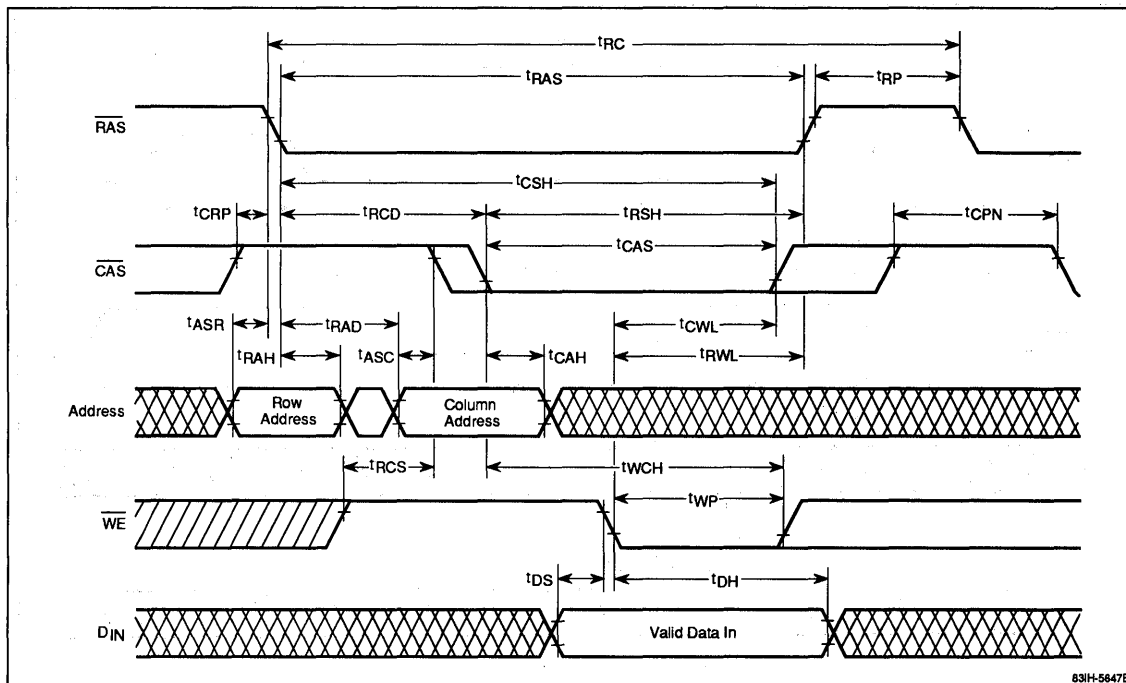 tRC
tRAS
tRP
RAS
tCSH
tCRP
tRCD
tRSH
tCPN
tCAS
CAS
tASR
tRAD
tCWL
tRAH
tASC
tCAH
tRWL
Address
Row
Address
Column
Address
tRCS
tWCH
tWP
WE
tDS
tDH
DIN
Valid Data In
83IH-5647B